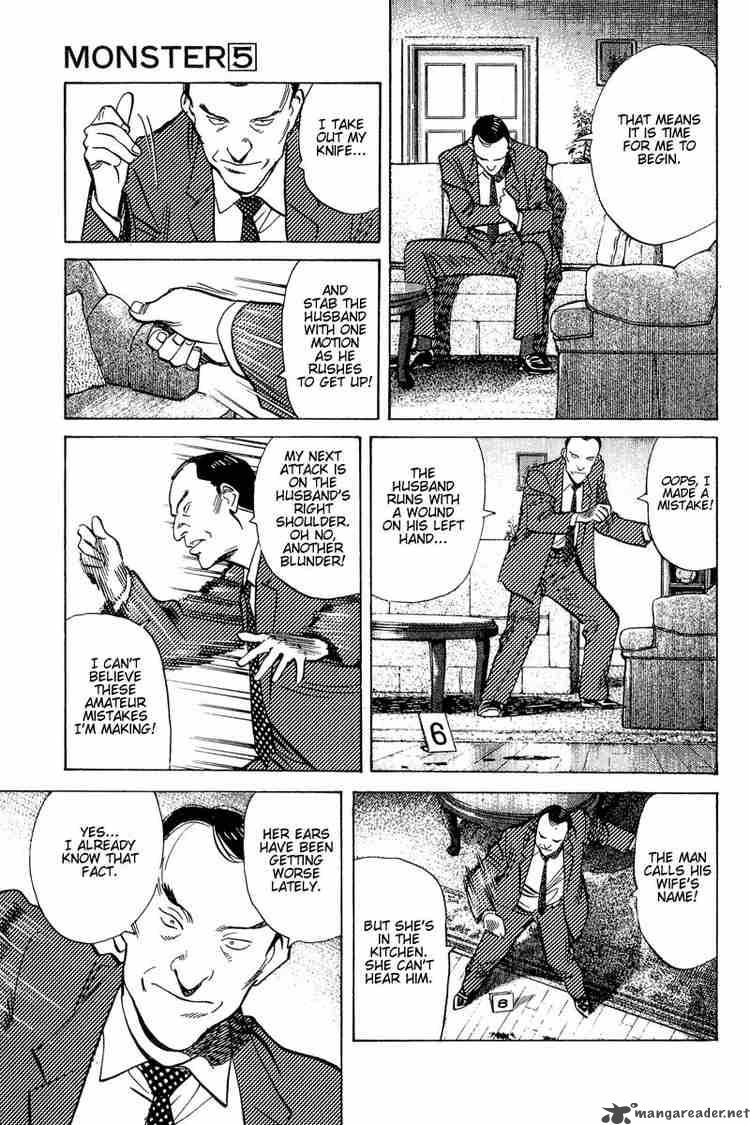 MONSTER 5
THAT MEANS
IT IS TIME
FOR ME TO
BEGIN.
I TAKE
OUT MY
KNIFE...
AND
STAB THE
HUSBAND
WITH ONE
MOTION
AS HE
RUSHES
TO GET UP!
OOPS, I
MADE A
MISTAKE!
THE
HUSBAND
RUNS WITH
A WOUND
ON HIS LEFT
HAND...
6
MY NEXT
ATTACK IS
ON THE
HUSBAND'S
RIGHT
SHOULDER.
OH NO,
ANOTHER
BLUNDER!
I CAN'T
BELIEVE
THESE
AMATEUR
MISTAKES
I'M MAKING!
THE MAN
CALLS HIS
WIFE'S
NAME!
BUT SHE'S
IN THE
KITCHEN.
SHE CAN'T
HEAR HIM.
8
HER EARS
HAVE BEEN
GETTING
WORSE
LATELY.
YES...
I ALREADY
KNOW THAT
FACT.
mangareader.net